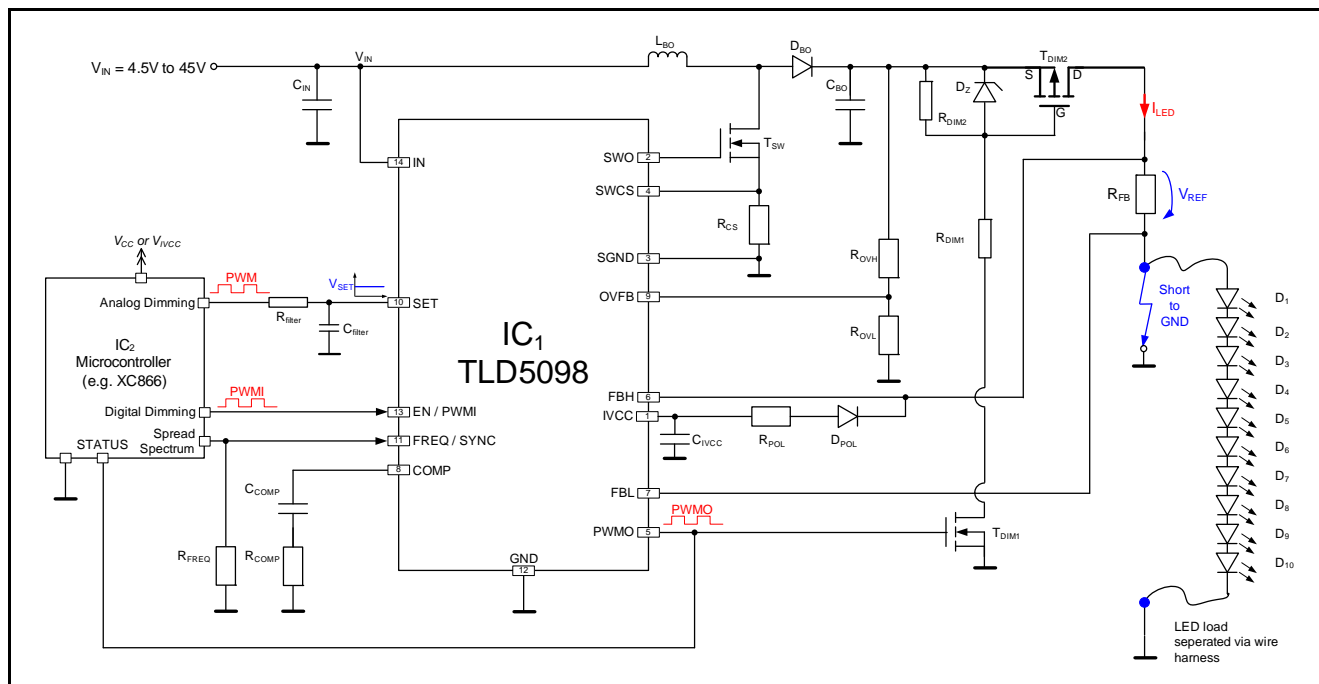 V_IN = 4.5V to 45V
V_IN
L_BO
D_BO
T_DIM2
C_IN
C_BO
R_DIM2
D_Z
S
D
G
I_LED
T_SW
SWO
2
14
IN
SWCS
4
R_CS
R_FB
V_REF
SGND
3
R_OVH
R_DIM1
V_CC or V_IVCC
PWM
V_SET
Analog Dimming
10
SET
OVFB
9
R_filter
C_filter
Short
to
GND
R_OVL
IC_2
Microcontroller
(e.g. XC866)
IC_1
TLD5098
D_1
D_2
D_3
D_4
D_5
D_6
D_7
D_8
D_9
D_10
PWMI
Digital Dimming
13
EN / PWMI
FBH
6
IVCC
1
C_IVCC
R_POL
D_POL
Spread
Spectrum
STATUS
11
FREQ / SYNC
8
COMP
C_COMP
FBL
7
PWMO
PWMO
5
T_DIM1
R_FREQ
R_COMP
GND
12
LED load
seperated via wire
harness